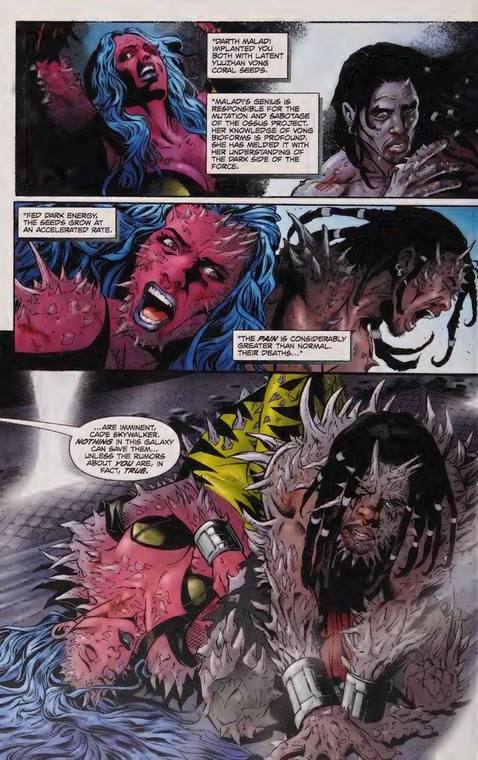 "DARTH MALADI
IMPLANTED YOU
BOTH WITH LATENT
YUUZHAN VONG
CORAL SEEDS.
"MALADI'S GENIUS IS
RESPONSIBLE FOR THE
MUTATION AND SABOTAGE
OF THE OSSUS PROJECT.
HER KNOWLEDGE OF VONG
BIOFORMS IS PROFOUND.
SHE HAS MELDED IT WITH
HER UNDERSTANDING OF
THE DARK SIDE OF THE
FORCE.
"FED DARK ENERGY,
THE SEEDS GROW AT
AN ACCELERATED RATE.
"THE PAIN IS CONSIDERABLY
GREATER THAN NORMAL.
THEIR DEATHS..."
...ARE IMMINENT,
CADE SKYWALKER.
NOTHING IN THIS GALAXY
CAN SAVE THEM...
UNLESS THE RUMORS
ABOUT YOU ARE, IN
FACT, TRUE.